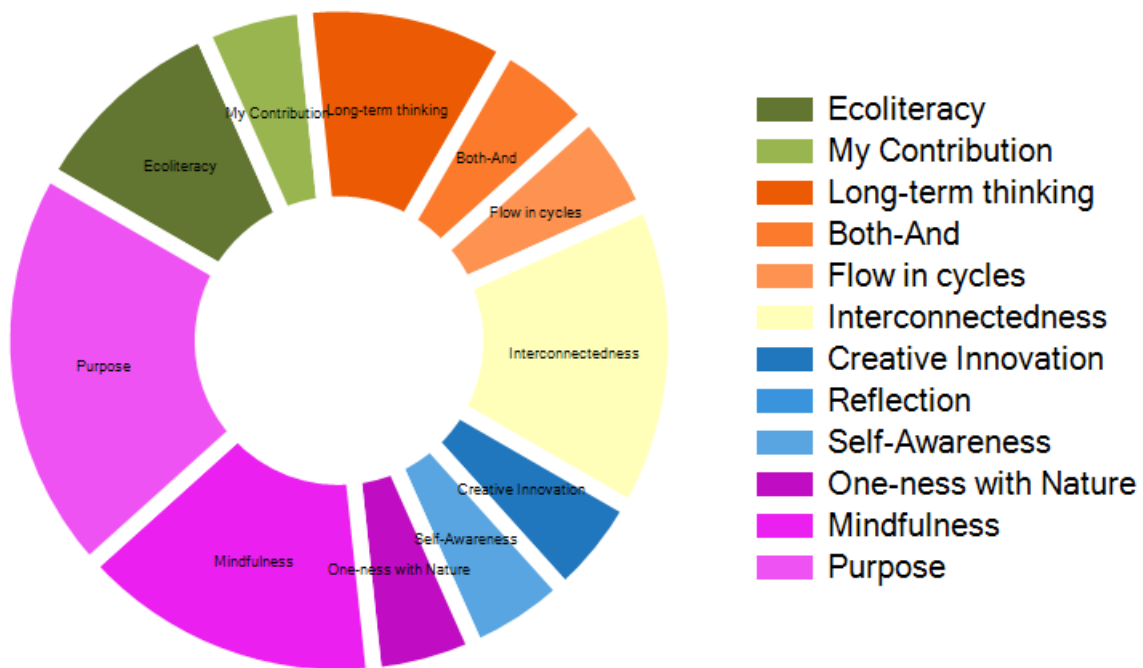 My Contribution
Long-term thinking
Both-And
Ecoliteracy
Flow in cycles
Interconnectedness
Purpose
Creative Innovation
Self-Awareness
Mindfulness
One-ness with Nature
Ecoliteracy
My Contribution
Long-term thinking
Both-And
Flow in cycles
Interconnectedness
Creative Innovation
Reflection
Self-Awareness
One-ness with Nature
Mindfulness
Purpose